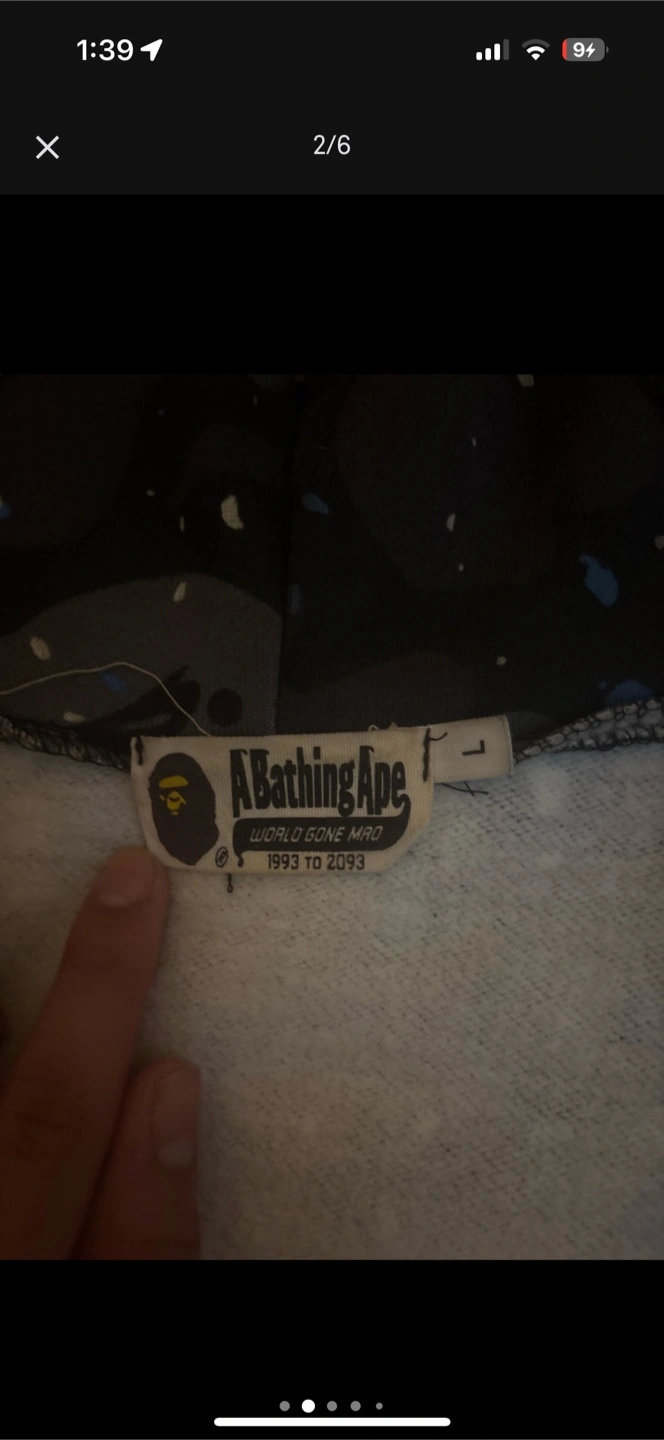 1:39
9
2/6
A Bathing Ape
L
WORLD GONE MAD
1993 TO 2093